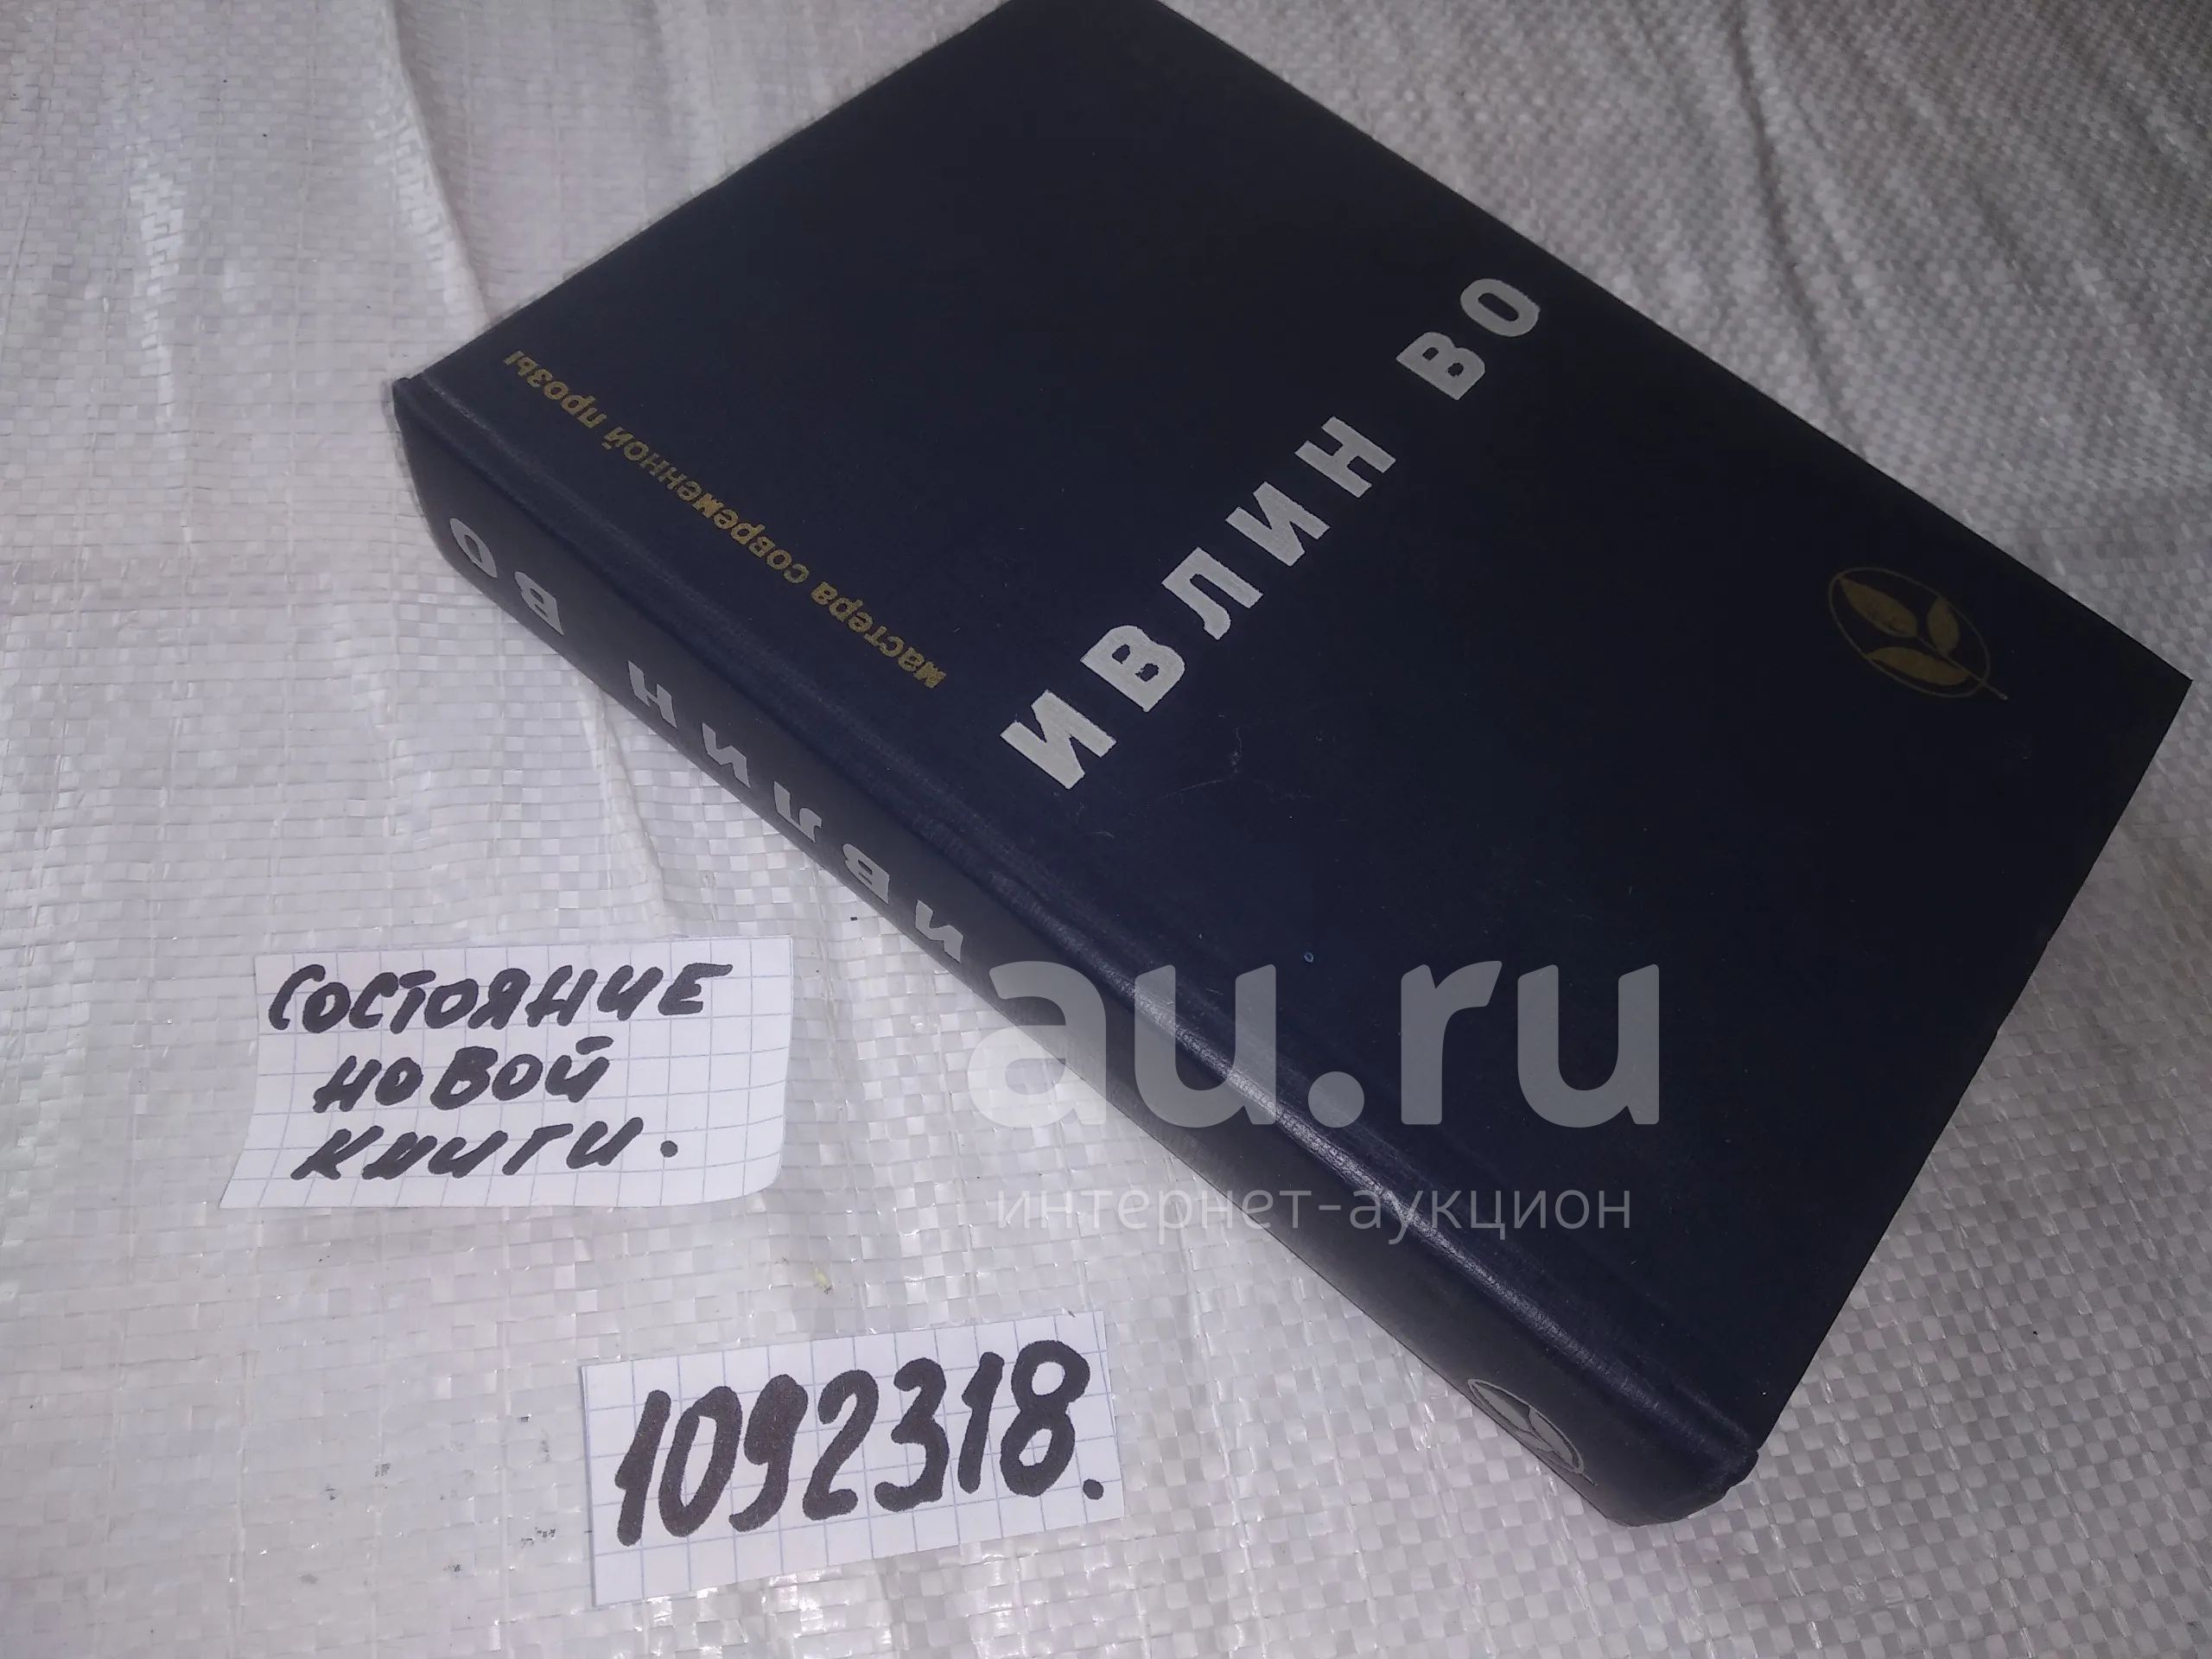 мастера современной прозы
ИВЛИН ВО
ИВЛИН ВО
СОСТОЯНИЕ
НОВОЙ
КНИГИ.
1092318.
au.ru
интернет-аукцион